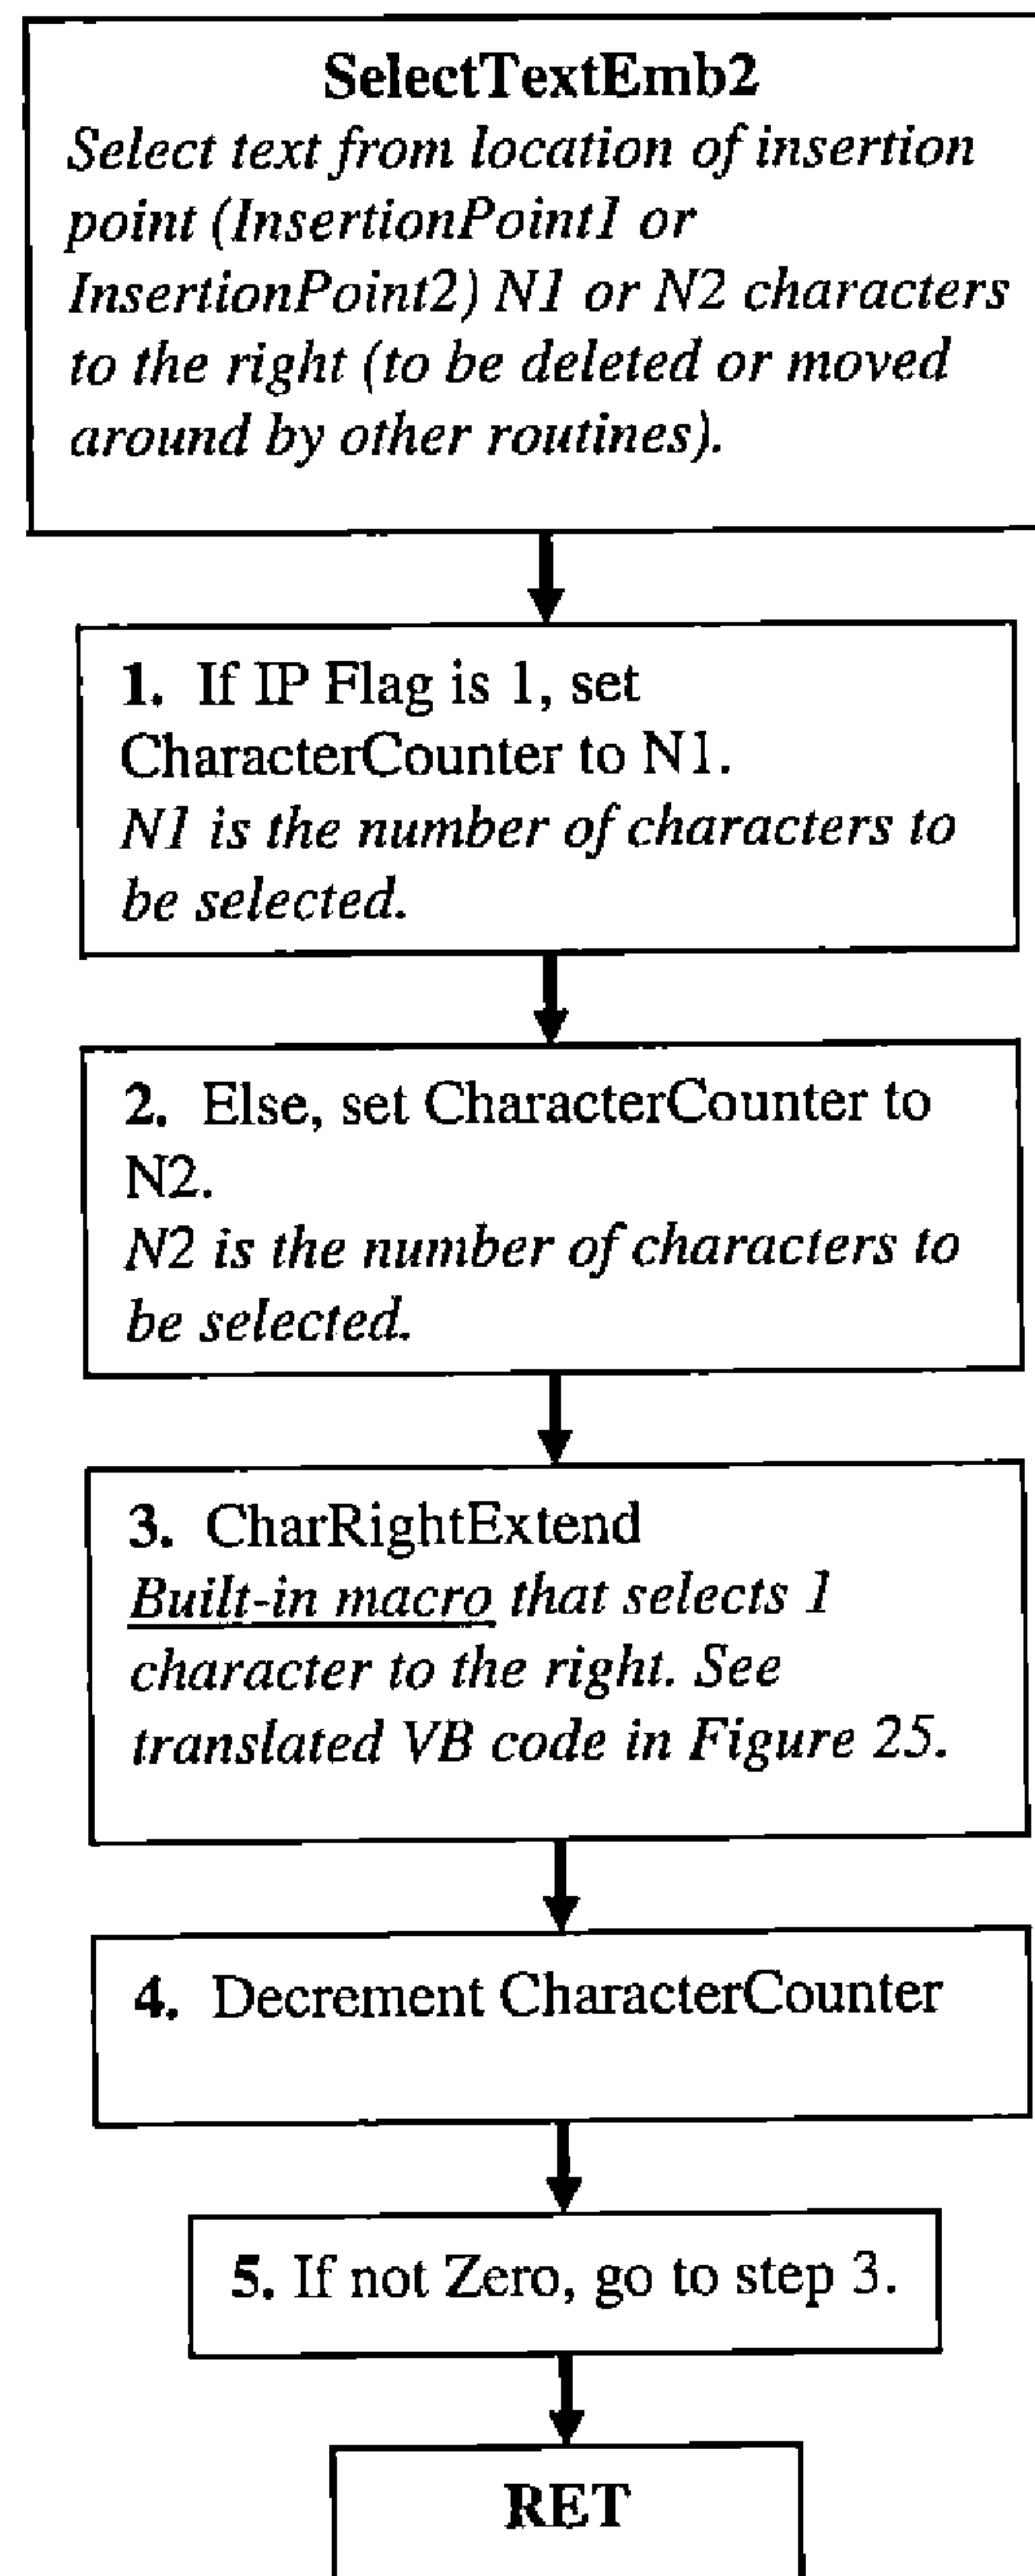 SelectTextEmb2
Select text from location of insertion
point (InsertionPoint1 or
InsertionPoint2) N1 or N2 characters
to the right (to be deleted or moved
around by other routines).
1. If IP Flag is 1, set
CharacterCounter to N1.
N1 is the number of characters to
be selected.
2. Else, set CharacterCounter to
N2.
N2 is the number of characters to
be selected.
3. CharRightExtend
Built-in macro that selects 1
character to the right. See
translated VB code in Figure 25.
4. Decrement CharacterCounter
5. If not Zero, go to step 3.
RET